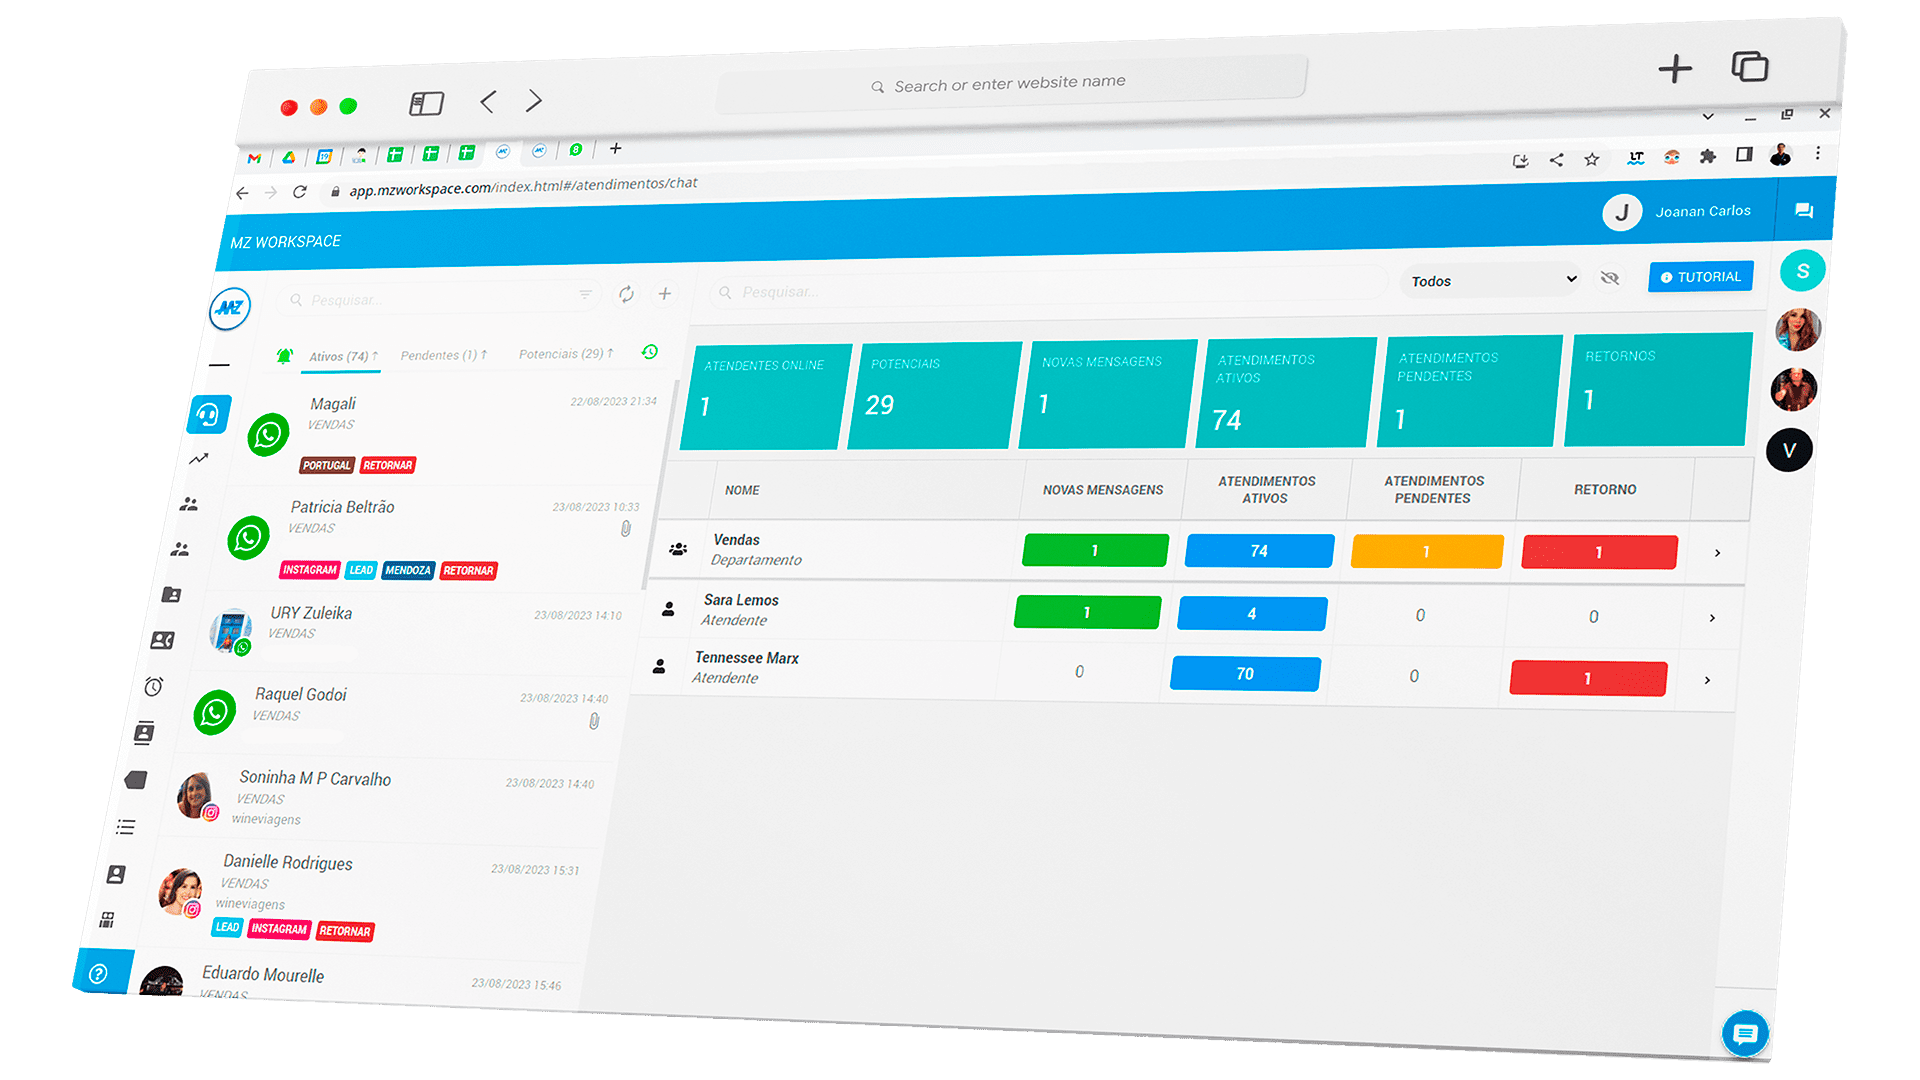 Search or enter website name
19
8
LT
app.mzworkspace.com/index.html#/atendimentos/chat
MZ WORKSPACE
J
Joanan Carlos
MZ
Pesquisar...
Ativos (74) ↑
Pendentes (1) ↑
Potenciais (29) ↑
Magali
22/08/2023 21:34
VENDAS
PORTUGAL
RETORNAR
Patricia Beltrão
23/08/2023 10:33
VENDAS
INSTAGRAM
LEAD
MENDOZA
RETORNAR
URY Zuleika
23/08/2023 14:10
VENDAS
Raquel Godoi
23/08/2023 14:40
VENDAS
Soninha M P Carvalho
23/08/2023 14:40
VENDAS
wineviagens
Danielle Rodrigues
23/08/2023 15:31
VENDAS
wineviagens
LEAD
INSTAGRAM
RETORNAR
Eduardo Mourelle
23/08/2023 15:46
VENDAS
?
Pesquisar...
Todos
TUTORIAL
ATENDENTES ONLINE
1
POTENCIAIS
29
NOVAS MENSAGENS
1
ATENDIMENTOS
ATIVOS
74
ATENDIMENTOS
PENDENTES
1
RETORNOS
1
NOME
NOVAS MENSAGENS
ATENDIMENTOS
ATIVOS
ATENDIMENTOS
PENDENTES
RETORNO
Vendas
Departamento
1
74
1
1
Sara Lemos
Atendente
1
4
0
0
Tennessee Marx
Atendente
0
70
0
1
S
V